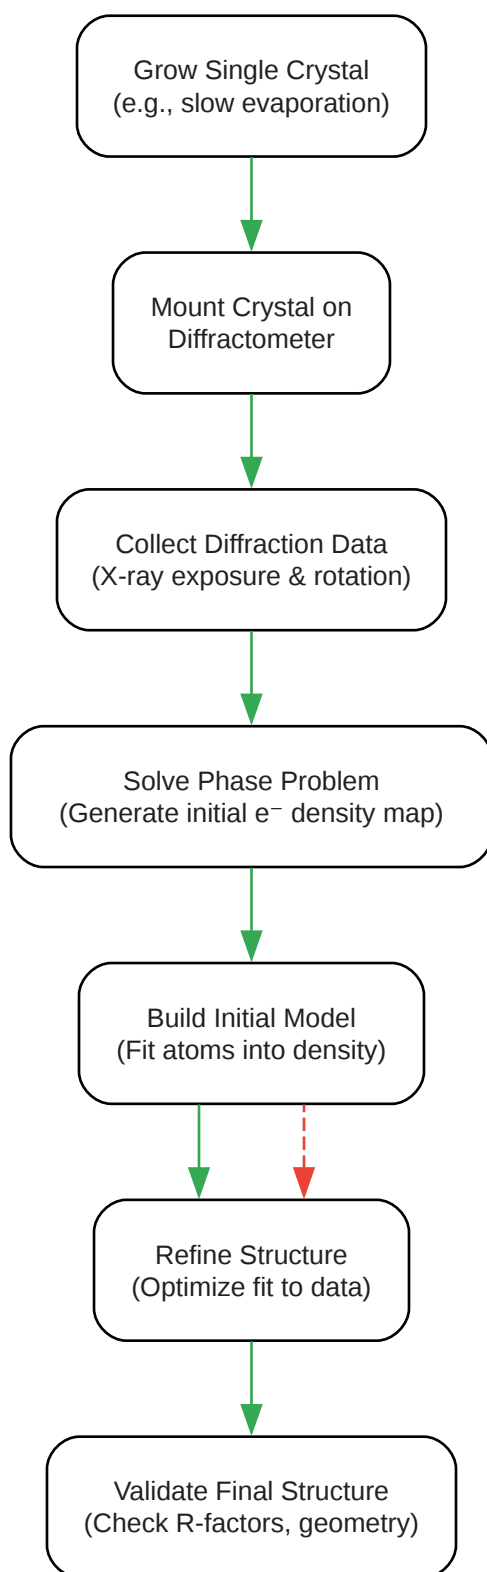 Grow Single Crystal
(e.g., slow evaporation)
Mount Crystal on
Diffractometer
Collect Diffraction Data
(X-ray exposure & rotation)
Solve Phase Problem
(Generate initial e⁻ density map)
Build Initial Model
(Fit atoms into density)
Refine Structure
(Optimize fit to data)
Validate Final Structure
(Check R-factors, geometry)